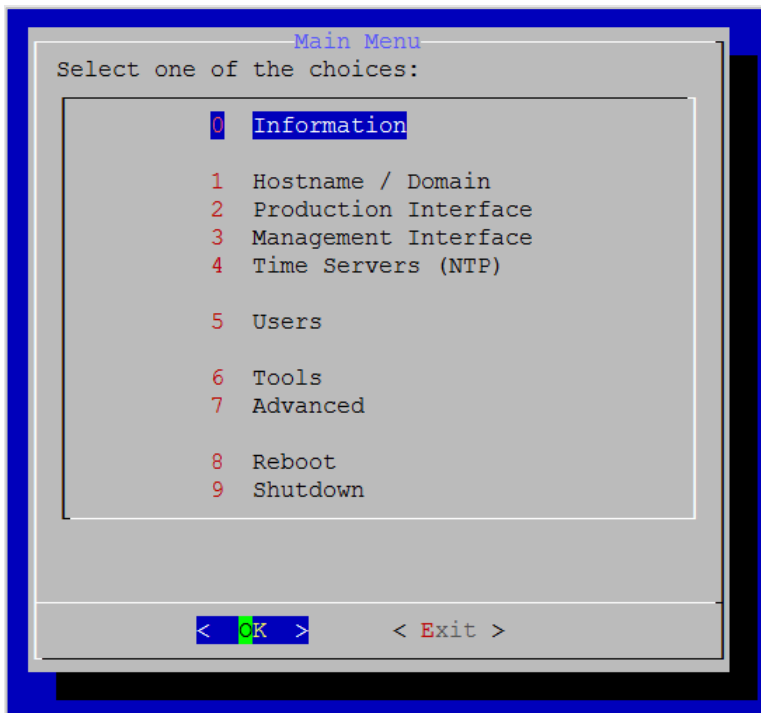 Main Menu
Select one of the choices:
0 Information
1 Hostname / Domain
2 Production Interface
3 Management Interface
4 Time Servers (NTP)
5 Users
6 Tools
7 Advanced
8 Reboot
9 Shutdown
< OK > < Exit >